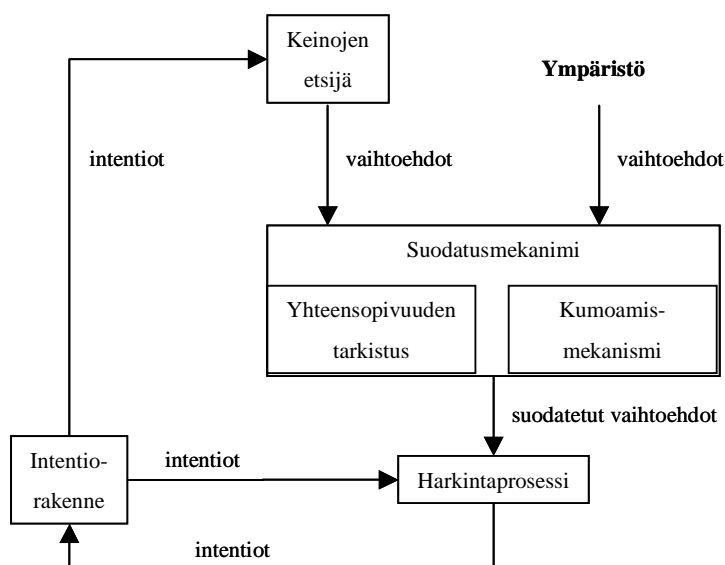 Keinojen
etsijä
Ympäristö
intentiot
vaihtoehdot
vaihtoehdot
Suodatusmekanimi
Yhteensopivuuden
tarkistus
Kumoamis-
mekanismi
suodatetut vaihtoehdot
Intentio-
rakenne
intentiot
Harkintaprosessi
intentiot